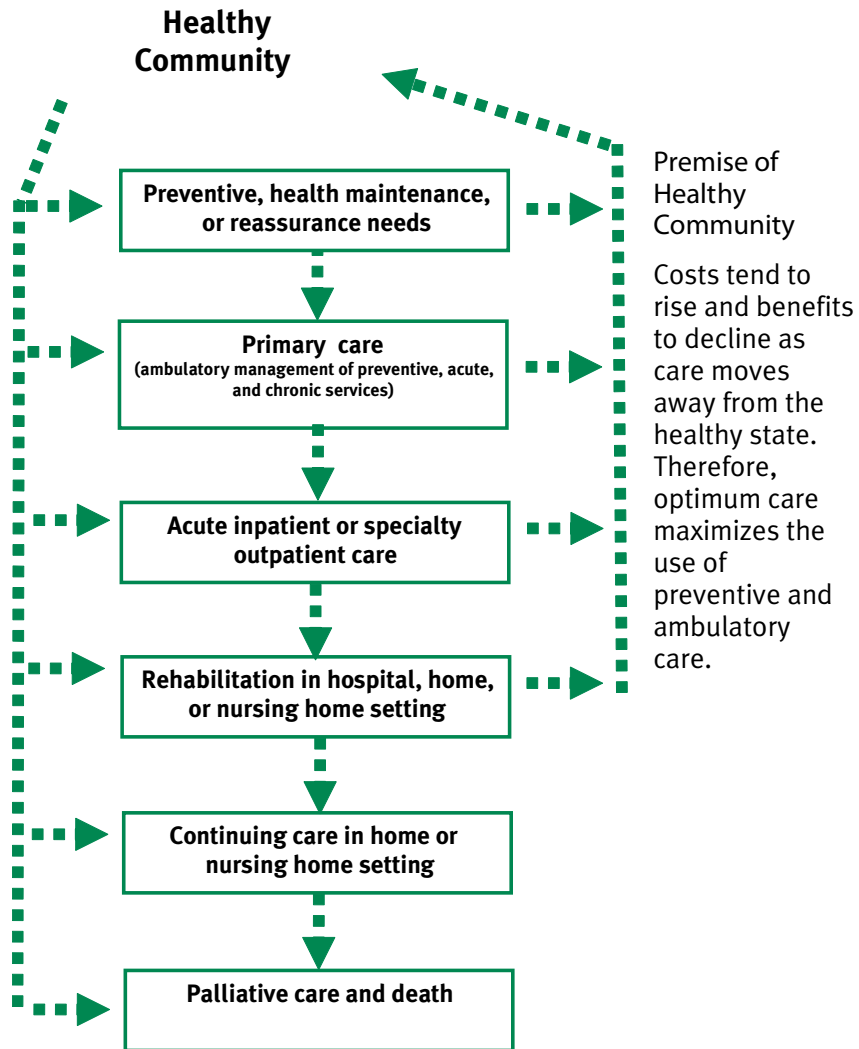 Healthy
Community
Preventive, health maintenance,
or reassurance needs
Primary care
(ambulatory management of preventive, acute,
and chronic services)
Acute inpatient or specialty
outpatient care
Rehabilitation in hospital, home,
or nursing home setting
Continuing care in home or
nursing home setting
Palliative care and death
Premise of
Healthy
Community
Costs tend to
rise and benefits
to decline as
care moves
away from the
healthy state.
Therefore,
optimum care
maximizes the
use of
preventive and
ambulatory
care.